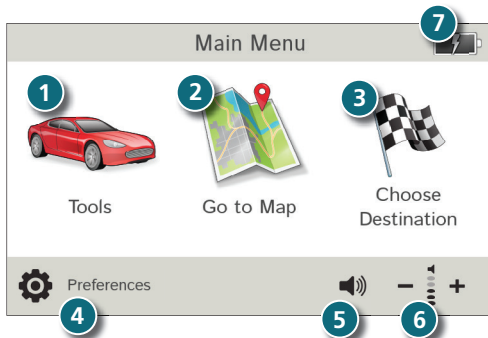 Main Menu
7
1
2
3
Tools
Go to Map
Choose
Destination
Preferences
− +
4
5
6